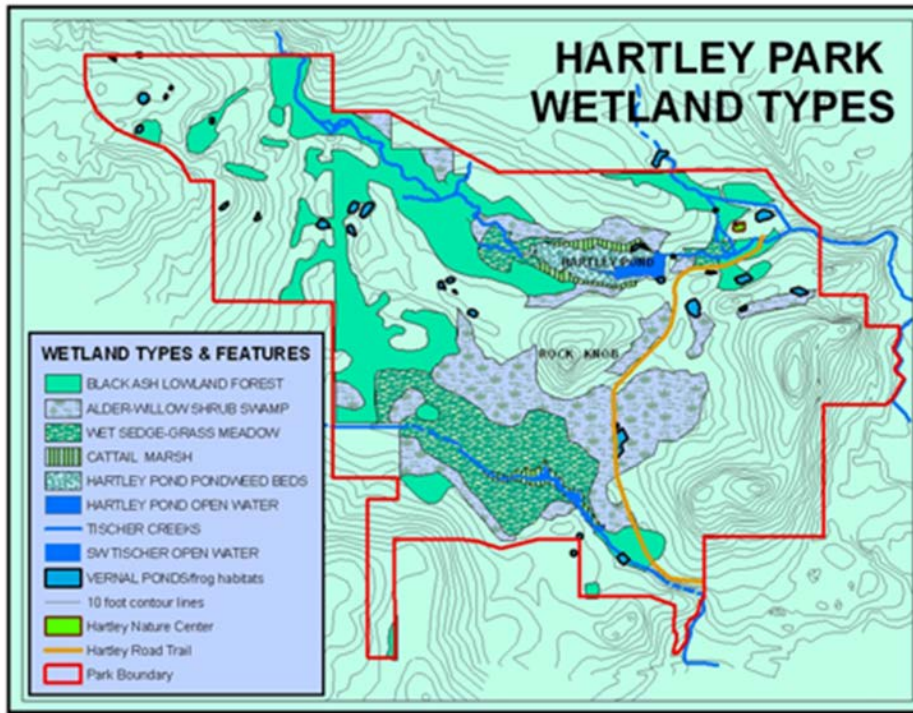 HARTLEY PARK
WETLAND TYPES
HARTLEY POND
ROCK KNOB
WETLAND TYPES & FEATURES
BLACK ASH LOWLAND FOREST
ALDER-WILLOW SHRUB SWAMP
WET SEDGE-GRASS MEADOW
CATTAIL MARSH
HARTLEY POND PONDWEED BEDS
HARTLEY POND OPEN WATER
TISCHER CREEKS
SW TISCHER OPEN WATER
VERNAL PONDS/frog habitats
10 foot contour lines
Hartley Nature Center
Hartley Road Trail
Park Boundary